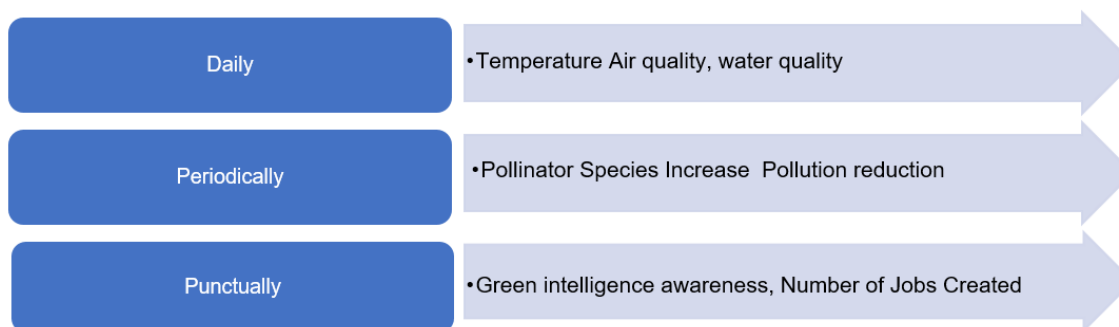 Daily
•Temperature Air quality, water quality
Periodically
•Pollinator Species Increase  Pollution reduction
Punctually
•Green intelligence awareness, Number of Jobs Created